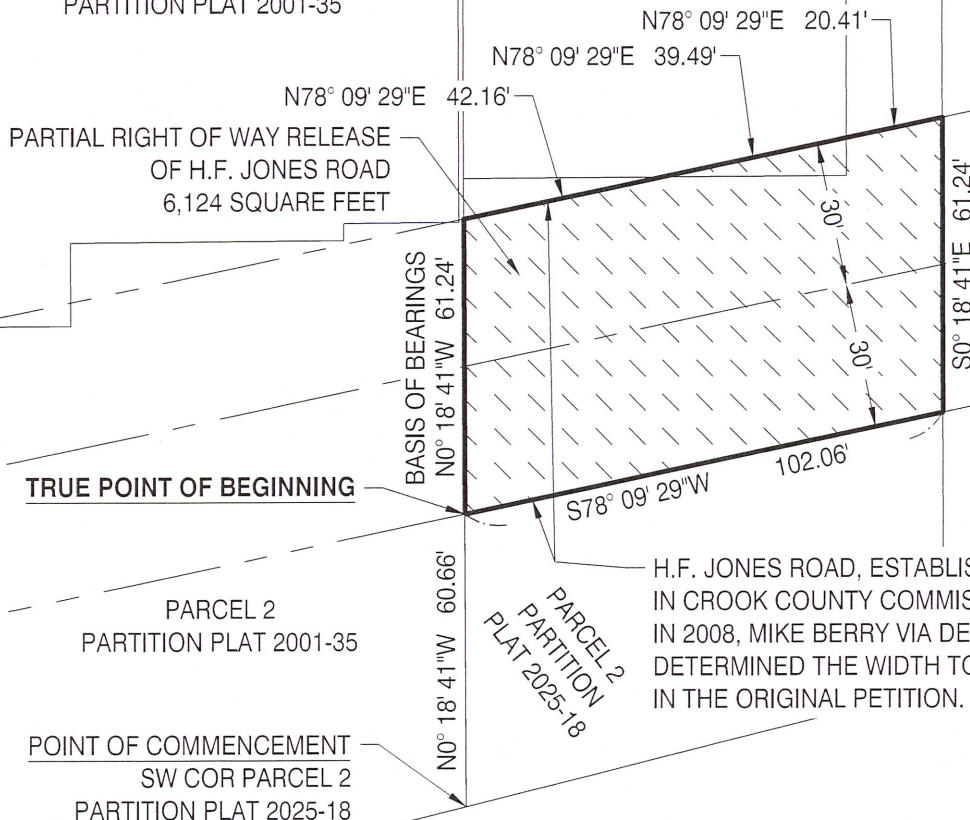 PARTITION PLAT 2001-35
N78° 09' 29"E 20.41'
N78° 09' 29"E 39.49'
N78° 09' 29"E 42.16'
PARTIAL RIGHT OF WAY RELEASE
OF H.F. JONES ROAD
6,124 SQUARE FEET
BASIS OF BEARINGS
N0° 18' 41"W 61.24'
30'
30'
S0° 18' 41"E 61.24'
TRUE POINT OF BEGINNING
S78° 09' 29"W 102.06'
N0° 18' 41"W 60.66'
PARCEL 2
PARTITION PLAT 2001-35
PARCEL 2
PARTITION
PLAT 2025-18
H.F. JONES ROAD, ESTABLIS
IN CROOK COUNTY COMMIS
IN 2008, MIKE BERRY VIA DE
DETERMINED THE WIDTH TO
IN THE ORIGINAL PETITION.
POINT OF COMMENCEMENT
SW COR PARCEL 2
PARTITION PLAT 2025-18